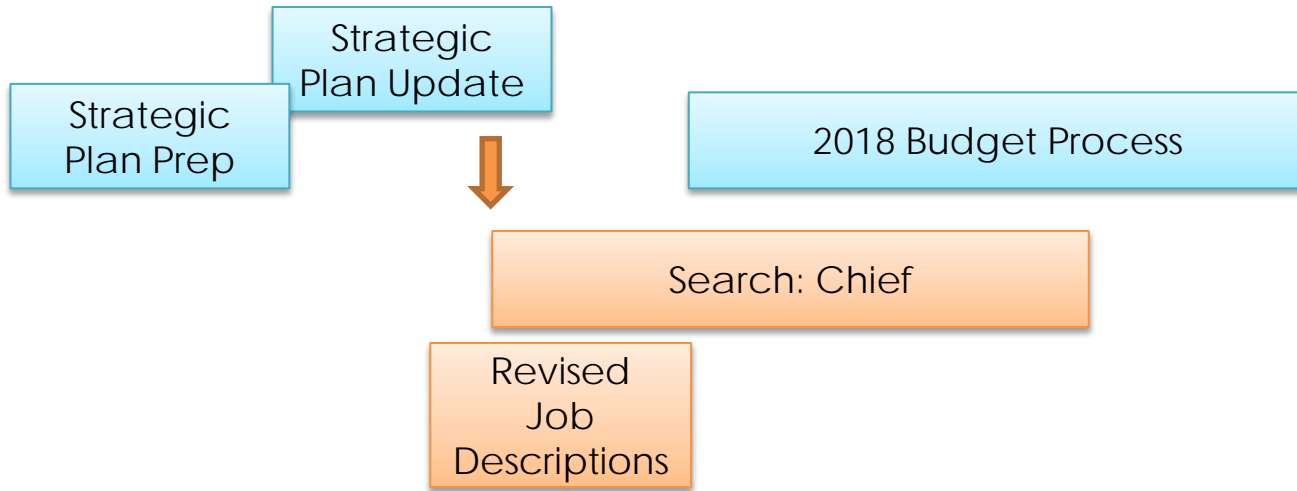 Strategic
Plan Update
Strategic
Plan Prep
2018 Budget Process
Search: Chief
Revised
Job
Descriptions